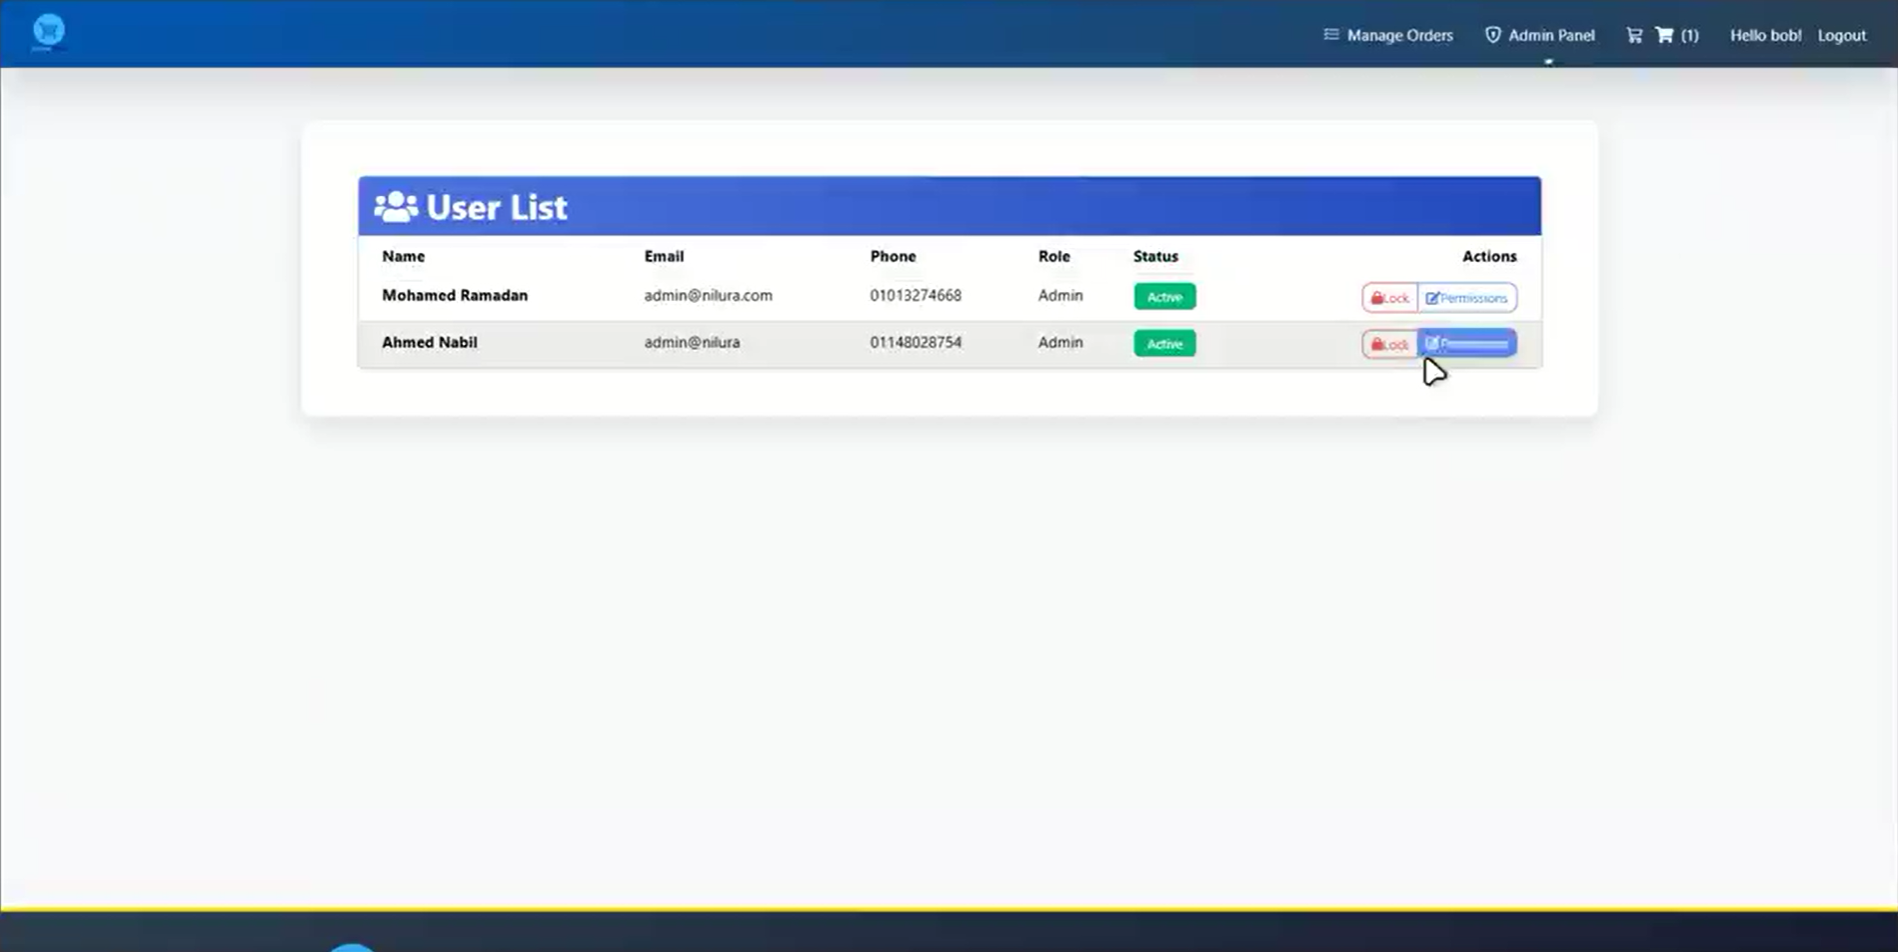 Manage Orders Admin Panel (1) Hello bob! Logout
User List
Name Email Phone Role Status Actions
Mohamed Ramadan admin@nilura.com 01013274668 Admin Active Lock Permissions
Ahmed Nabil admin@nilura 01148028754 Admin Active Lock